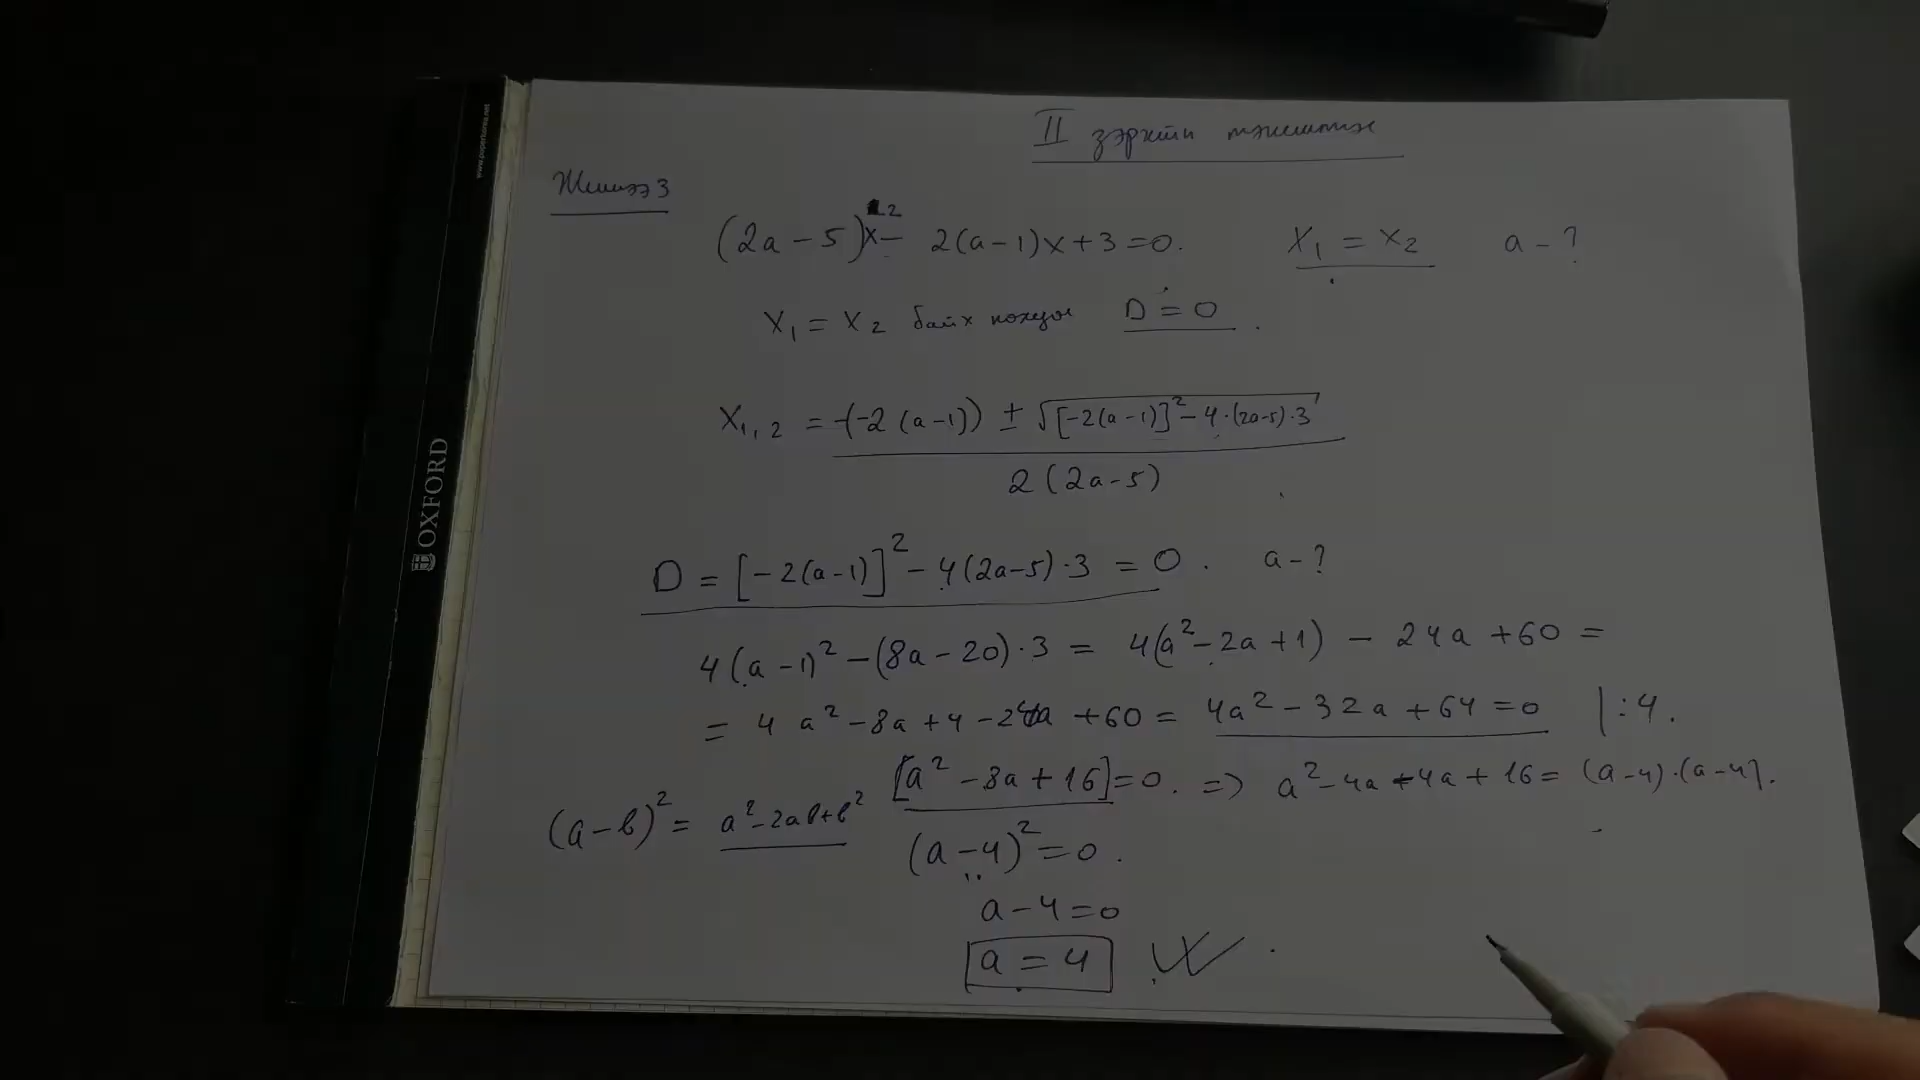 II зэргийн тэгшитгэл
Жишээ 3
(2a-5)x² - 2(a-1)x+3=0. X₁ = X₂ a-?
X₁ = X₂ байх нөхцөл D = 0.
X₁,₂ = -(-2(a-1)) ± √[-2(a-1)]²-4·(2a-5)·3
2(2a-5)
D = [-2(a-1)]² - 4(2a-5)·3 = 0. a-?
4(a-1)² - (8a-20)·3 = 4(a²-2a+1) - 24a+60 =
= 4a²-8a+4-24a+60 = 4a²-32a+64=0 |:4.
[a²-8a+16]=0. => a²-4a-4a+16=(a-4)·(a-4).
(a-b)² = a²-2ab+b²
(a-4)²=0.
a-4=0
a=4
OXFORD
www.paperkorea.net